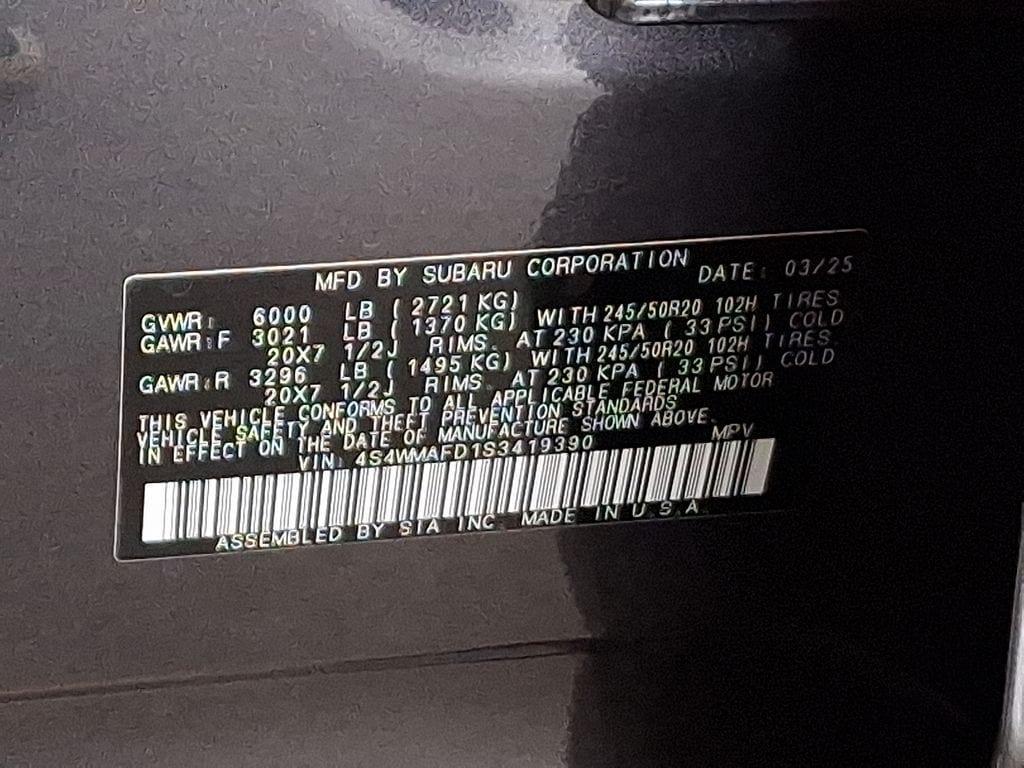 MFD BY SUBARU CORPORATION DATE: 03/25
GVWR: 6000 LB (2721 KG)
GAWR:F 3021 LB (1370 KG) WITH 245/50R20 102H TIRES
20X7 1/2J RIMS. AT 230 KPA (33 PSI) COLD
GAWR:R 3296 LB (1495 KG) WITH 245/50R20 102H TIRES
20X7 1/2J RIMS. AT 230 KPA (33 PSI) COLD
THIS VEHICLE CONFORMS TO ALL APPLICABLE FEDERAL MOTOR
VEHICLE SAFETY AND THEFT PREVENTION STANDARDS
IN EFFECT ON THE DATE OF MANUFACTURE SHOWN ABOVE.
VIN: 4S4WMAFD1S3419390 MPV
ASSEMBLED BY SIA INC. MADE IN U.S.A.